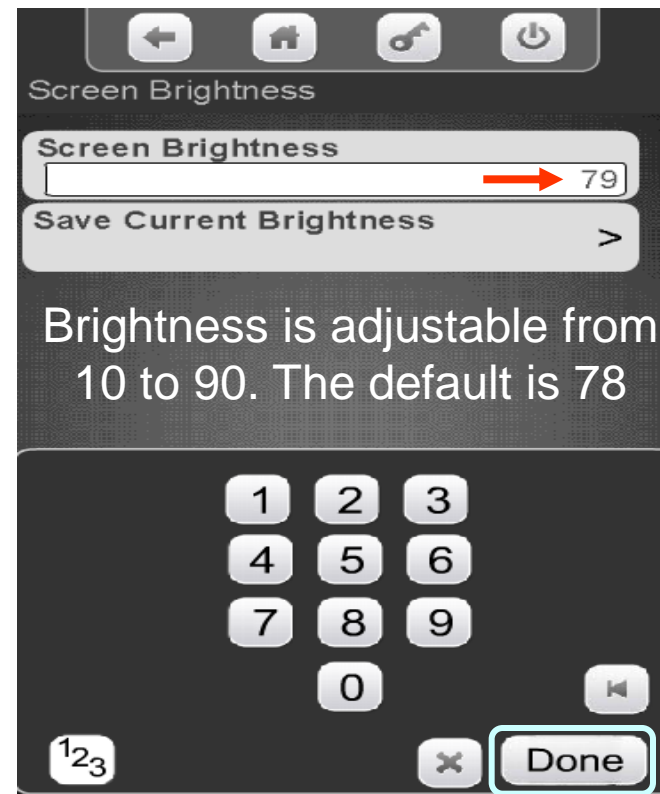 Screen Brightness
Screen Brightness
79
Save Current Brightness
>
Brightness is adjustable from
10 to 90. The default is 78
1 2 3
4 5 6
7 8 9
0
123
Done